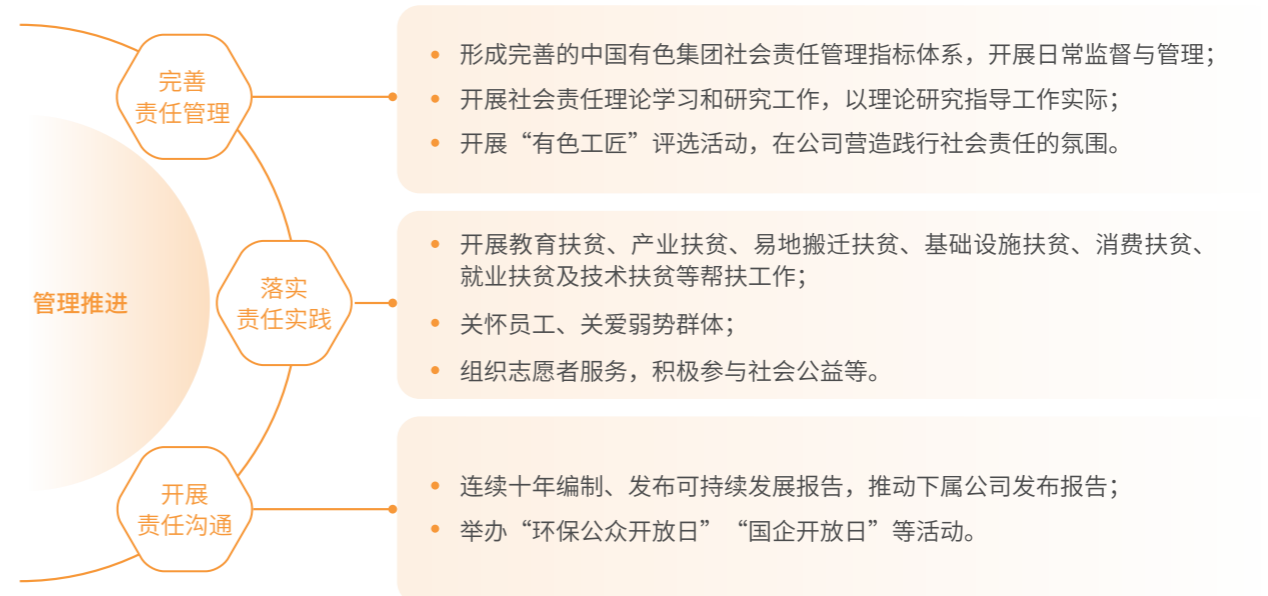 管理推进
完善
责任管理
形成完善的中国有色集团社会责任管理指标体系，开展日常监督与管理；
开展社会责任理论学习和研究工作，以理论研究指导工作实际；
开展“有色工匠”评选活动，在公司营造践行社会责任的氛围。
落实
责任实践
开展教育扶贫、产业扶贫、易地搬迁扶贫、基础设施扶贫、消费扶贫、
就业扶贫及技术扶贫等帮扶工作；
关怀员工、关爱弱势群体；
组织志愿者服务，积极参与社会公益等。
开展
责任沟通
连续十年编制、发布可持续发展报告，推动下属公司发布报告；
举办“环保公众开放日”“国企开放日”等活动。